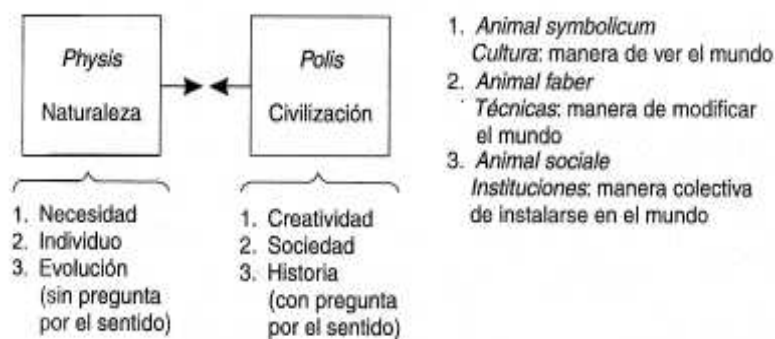 Physis
Naturaleza
Polis
Civilización
1. Necesidad
2. Individuo
3. Evolución
(sin pregunta
por el sentido)
1. Creatividad
2. Sociedad
3. Historia
(con pregunta
por el sentido)
1. Animal symbolicum
Cultura: manera de ver el mundo
2. Animal faber
Técnicas: manera de modificar
el mundo
3. Animal sociale
Instituciones: manera colectiva
de instalarse en el mundo